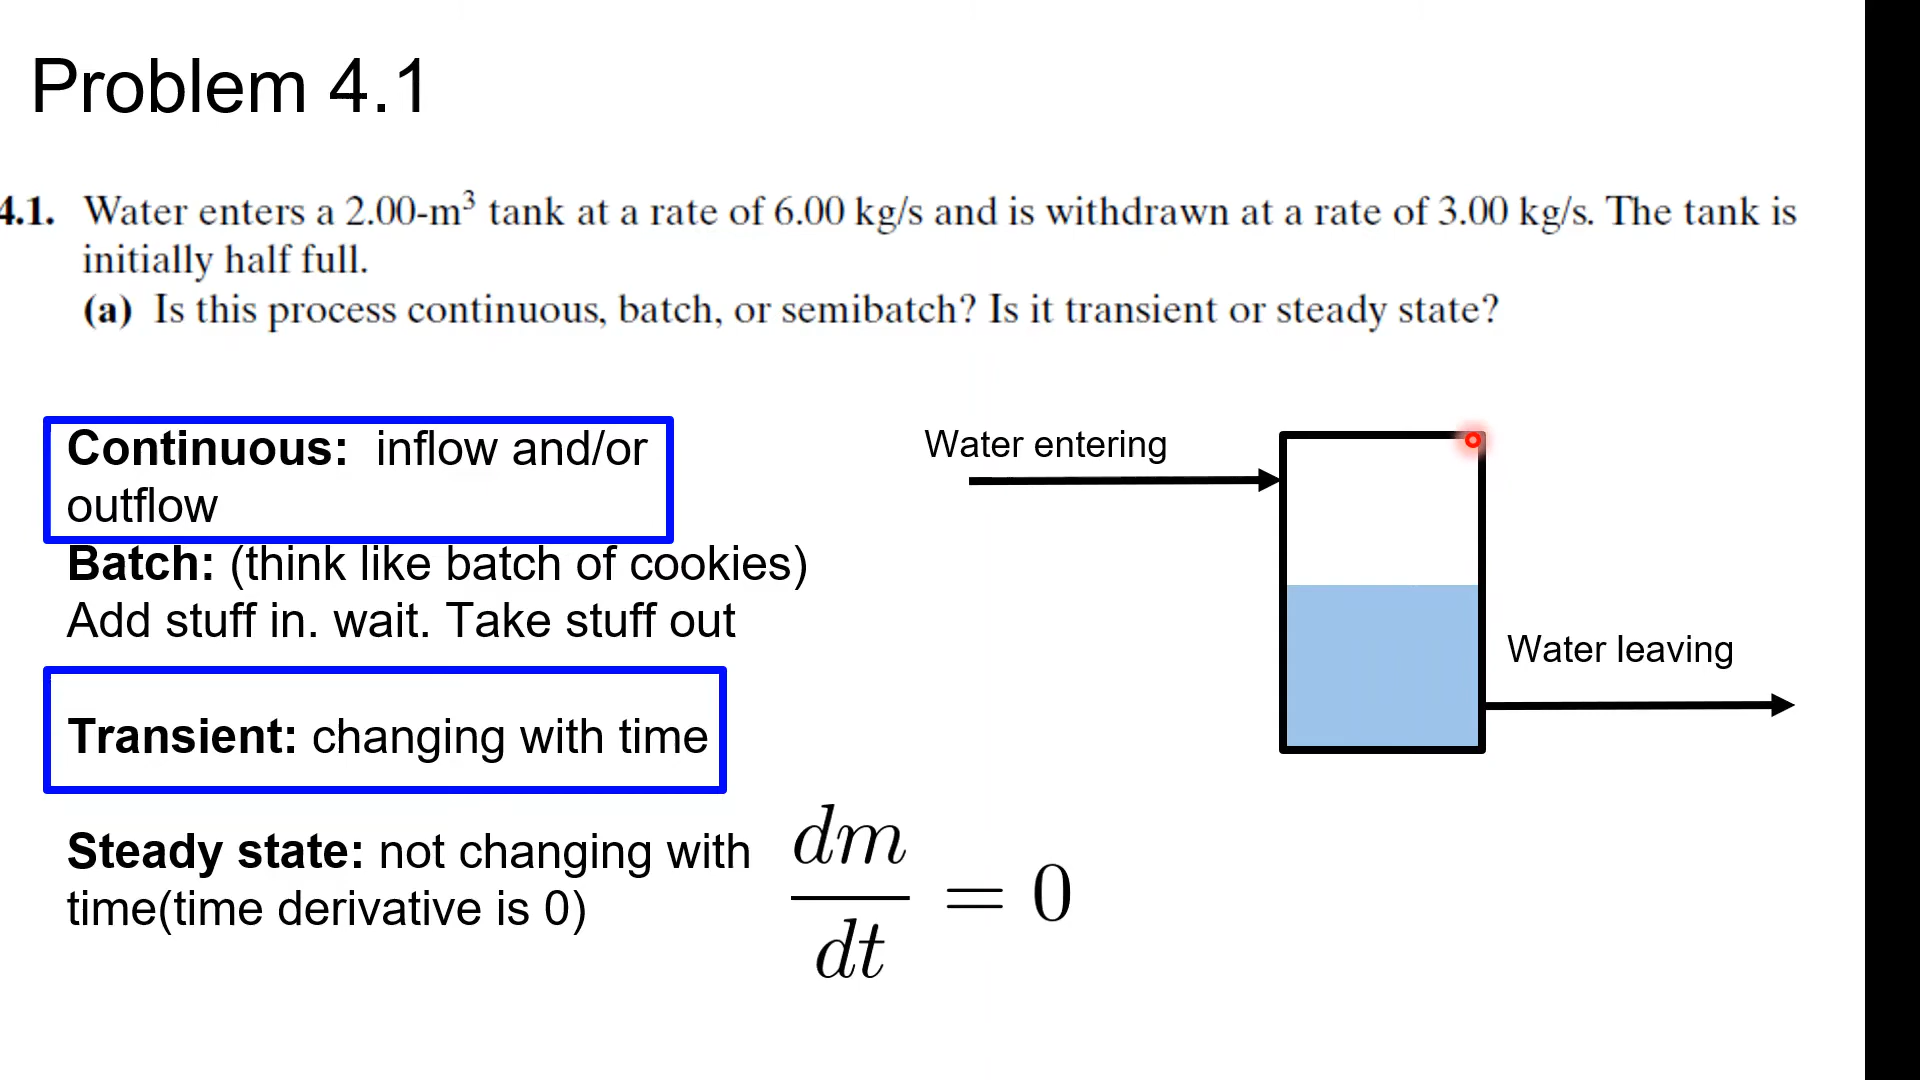 Problem 4.1
4.1. Water enters a 2.00-m³ tank at a rate of 6.00 kg/s and is withdrawn at a rate of 3.00 kg/s. The tank is
initially half full.
(a) Is this process continuous, batch, or semibatch? Is it transient or steady state?
Continuous: inflow and/or
outflow
Batch: (think like batch of cookies)
Add stuff in. wait. Take stuff out
Transient: changing with time
Steady state: not changing with
time(time derivative is 0)
dm
dt
= 0
Water entering
Water leaving